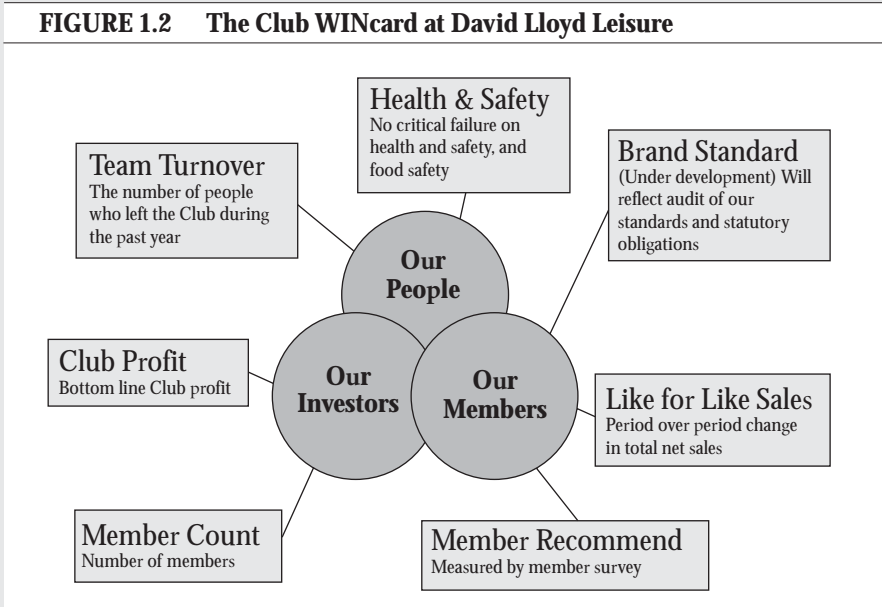 FIGURE 1.2 The Club WINcard at David Lloyd Leisure
Health & Safety
No critical failure on
health and safety, and
food safety
Team Turnover
The number of people
who left the Club during
the past year
Brand Standard
(Under development) Will
reflect audit of our
standards and statutory
obligations
Our
People
Club Profit
Bottom line Club profit
Our
Investors
Our
Members
Like for Like Sales
Period over period change
in total net sales
Member Count
Number of members
Member Recommend
Measured by member survey